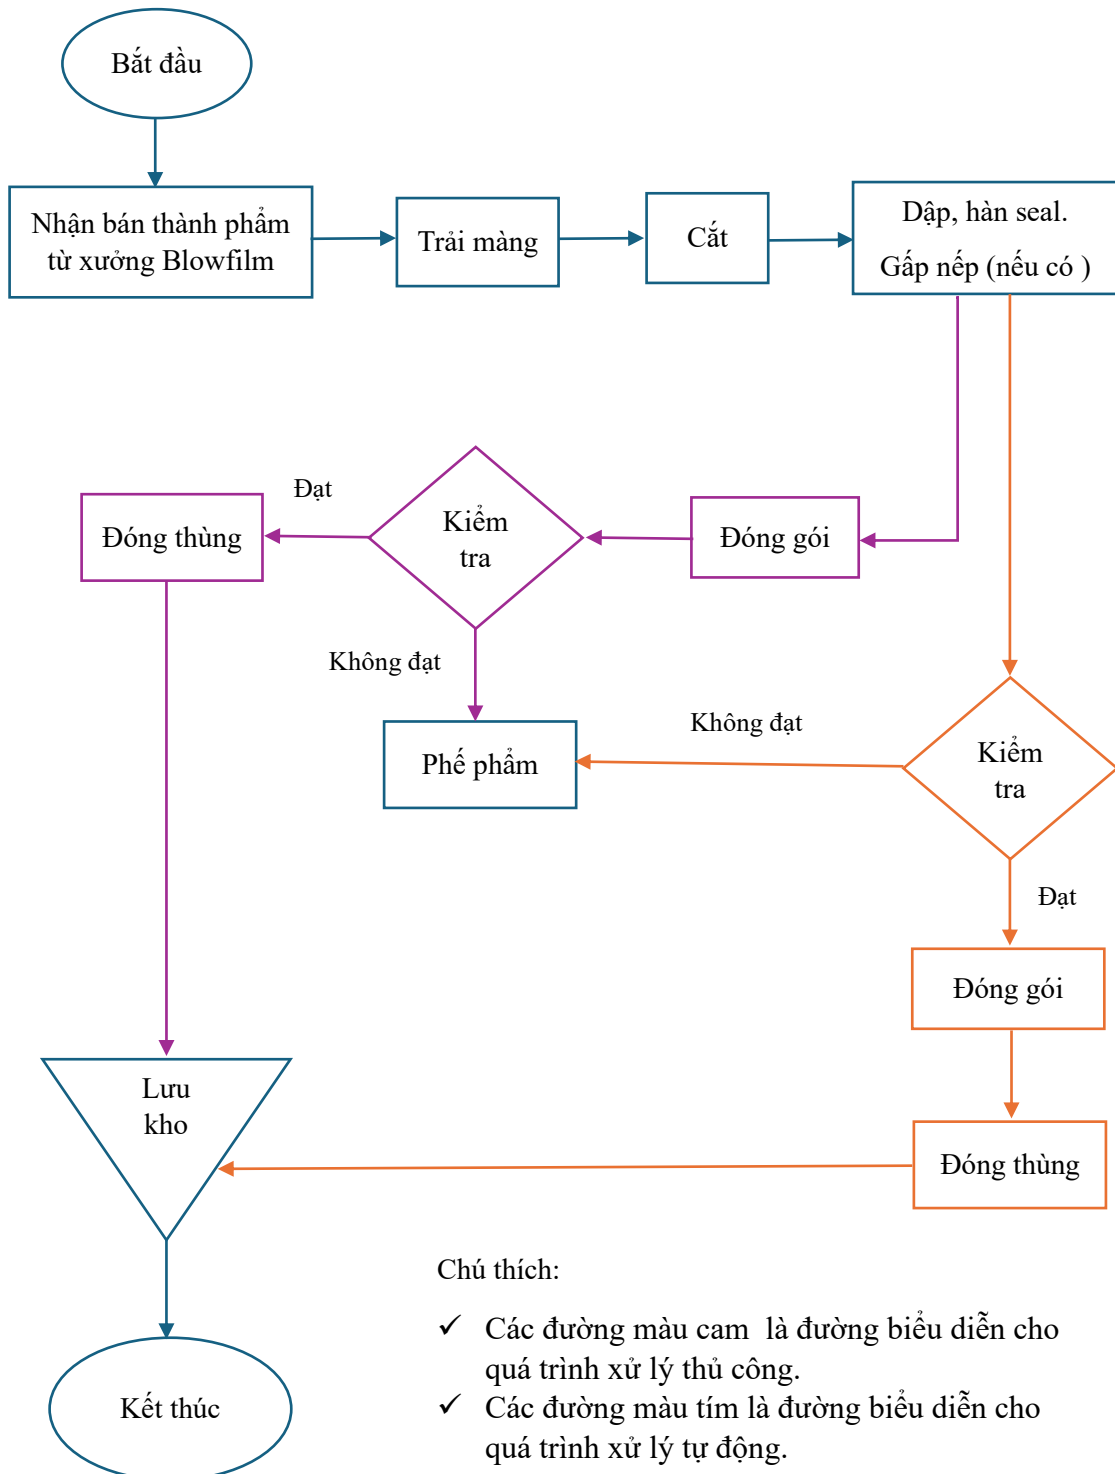 Bắt đầu
Nhận bán thành phẩm
từ xưởng Blowfilm
Trải màng
Cắt
Dập, hàn seal.
Gấp nếp (nếu có )
Đóng thùng
Đạt
Kiểm
tra
Đóng gói
Không đạt
Phế phẩm
Không đạt
Kiểm
tra
Đạt
Đóng gói
Lưu
kho
Đóng thùng
Kết thúc
Chú thích:
✓ Các đường màu cam là đường biểu diễn cho
quá trình xử lý thủ công.
✓ Các đường màu tím là đường biểu diễn cho
quá trình xử lý tự động.